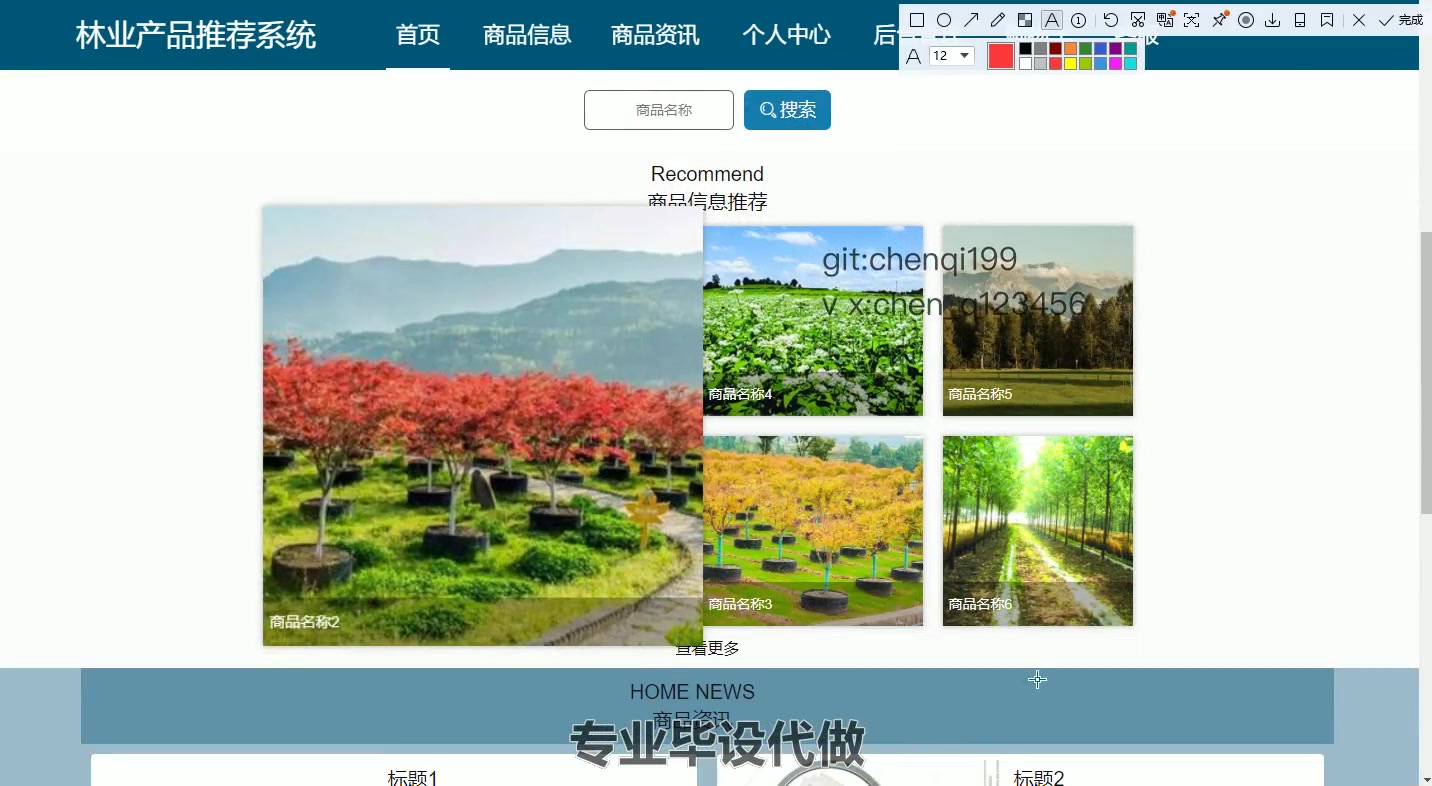 林业产品推荐系统 首页 商品信息 商品资讯 个人中心
完成
A 12
商品名称 搜索
Recommend
商品信息推荐
git:chenqi199
v x:chen_q123456
商品名称4
商品名称5
商品名称2
商品名称3
商品名称6
查看更多
HOME NEWS
商品资讯
专业毕设代做
标题1
标题2